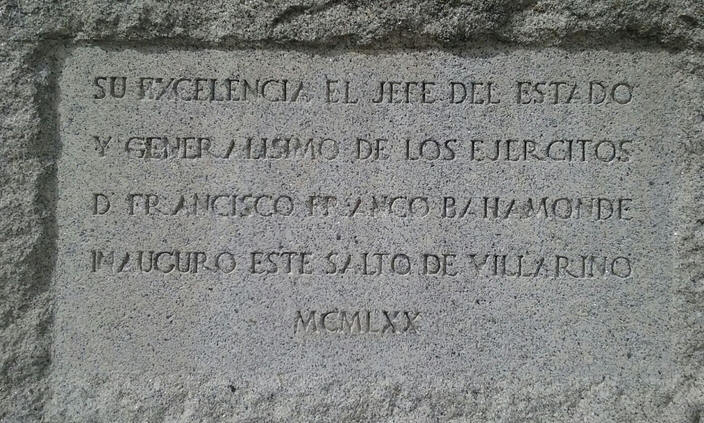 SU EXCELENCIA EL JEFE DEL ESTADO
Y GENERALISIMO DE LOS EJERCITOS
D FRANCISCO FRANCO BAHAMONDE
INAUGURO ESTE SALTO DE VILLARINO
MCMLXX